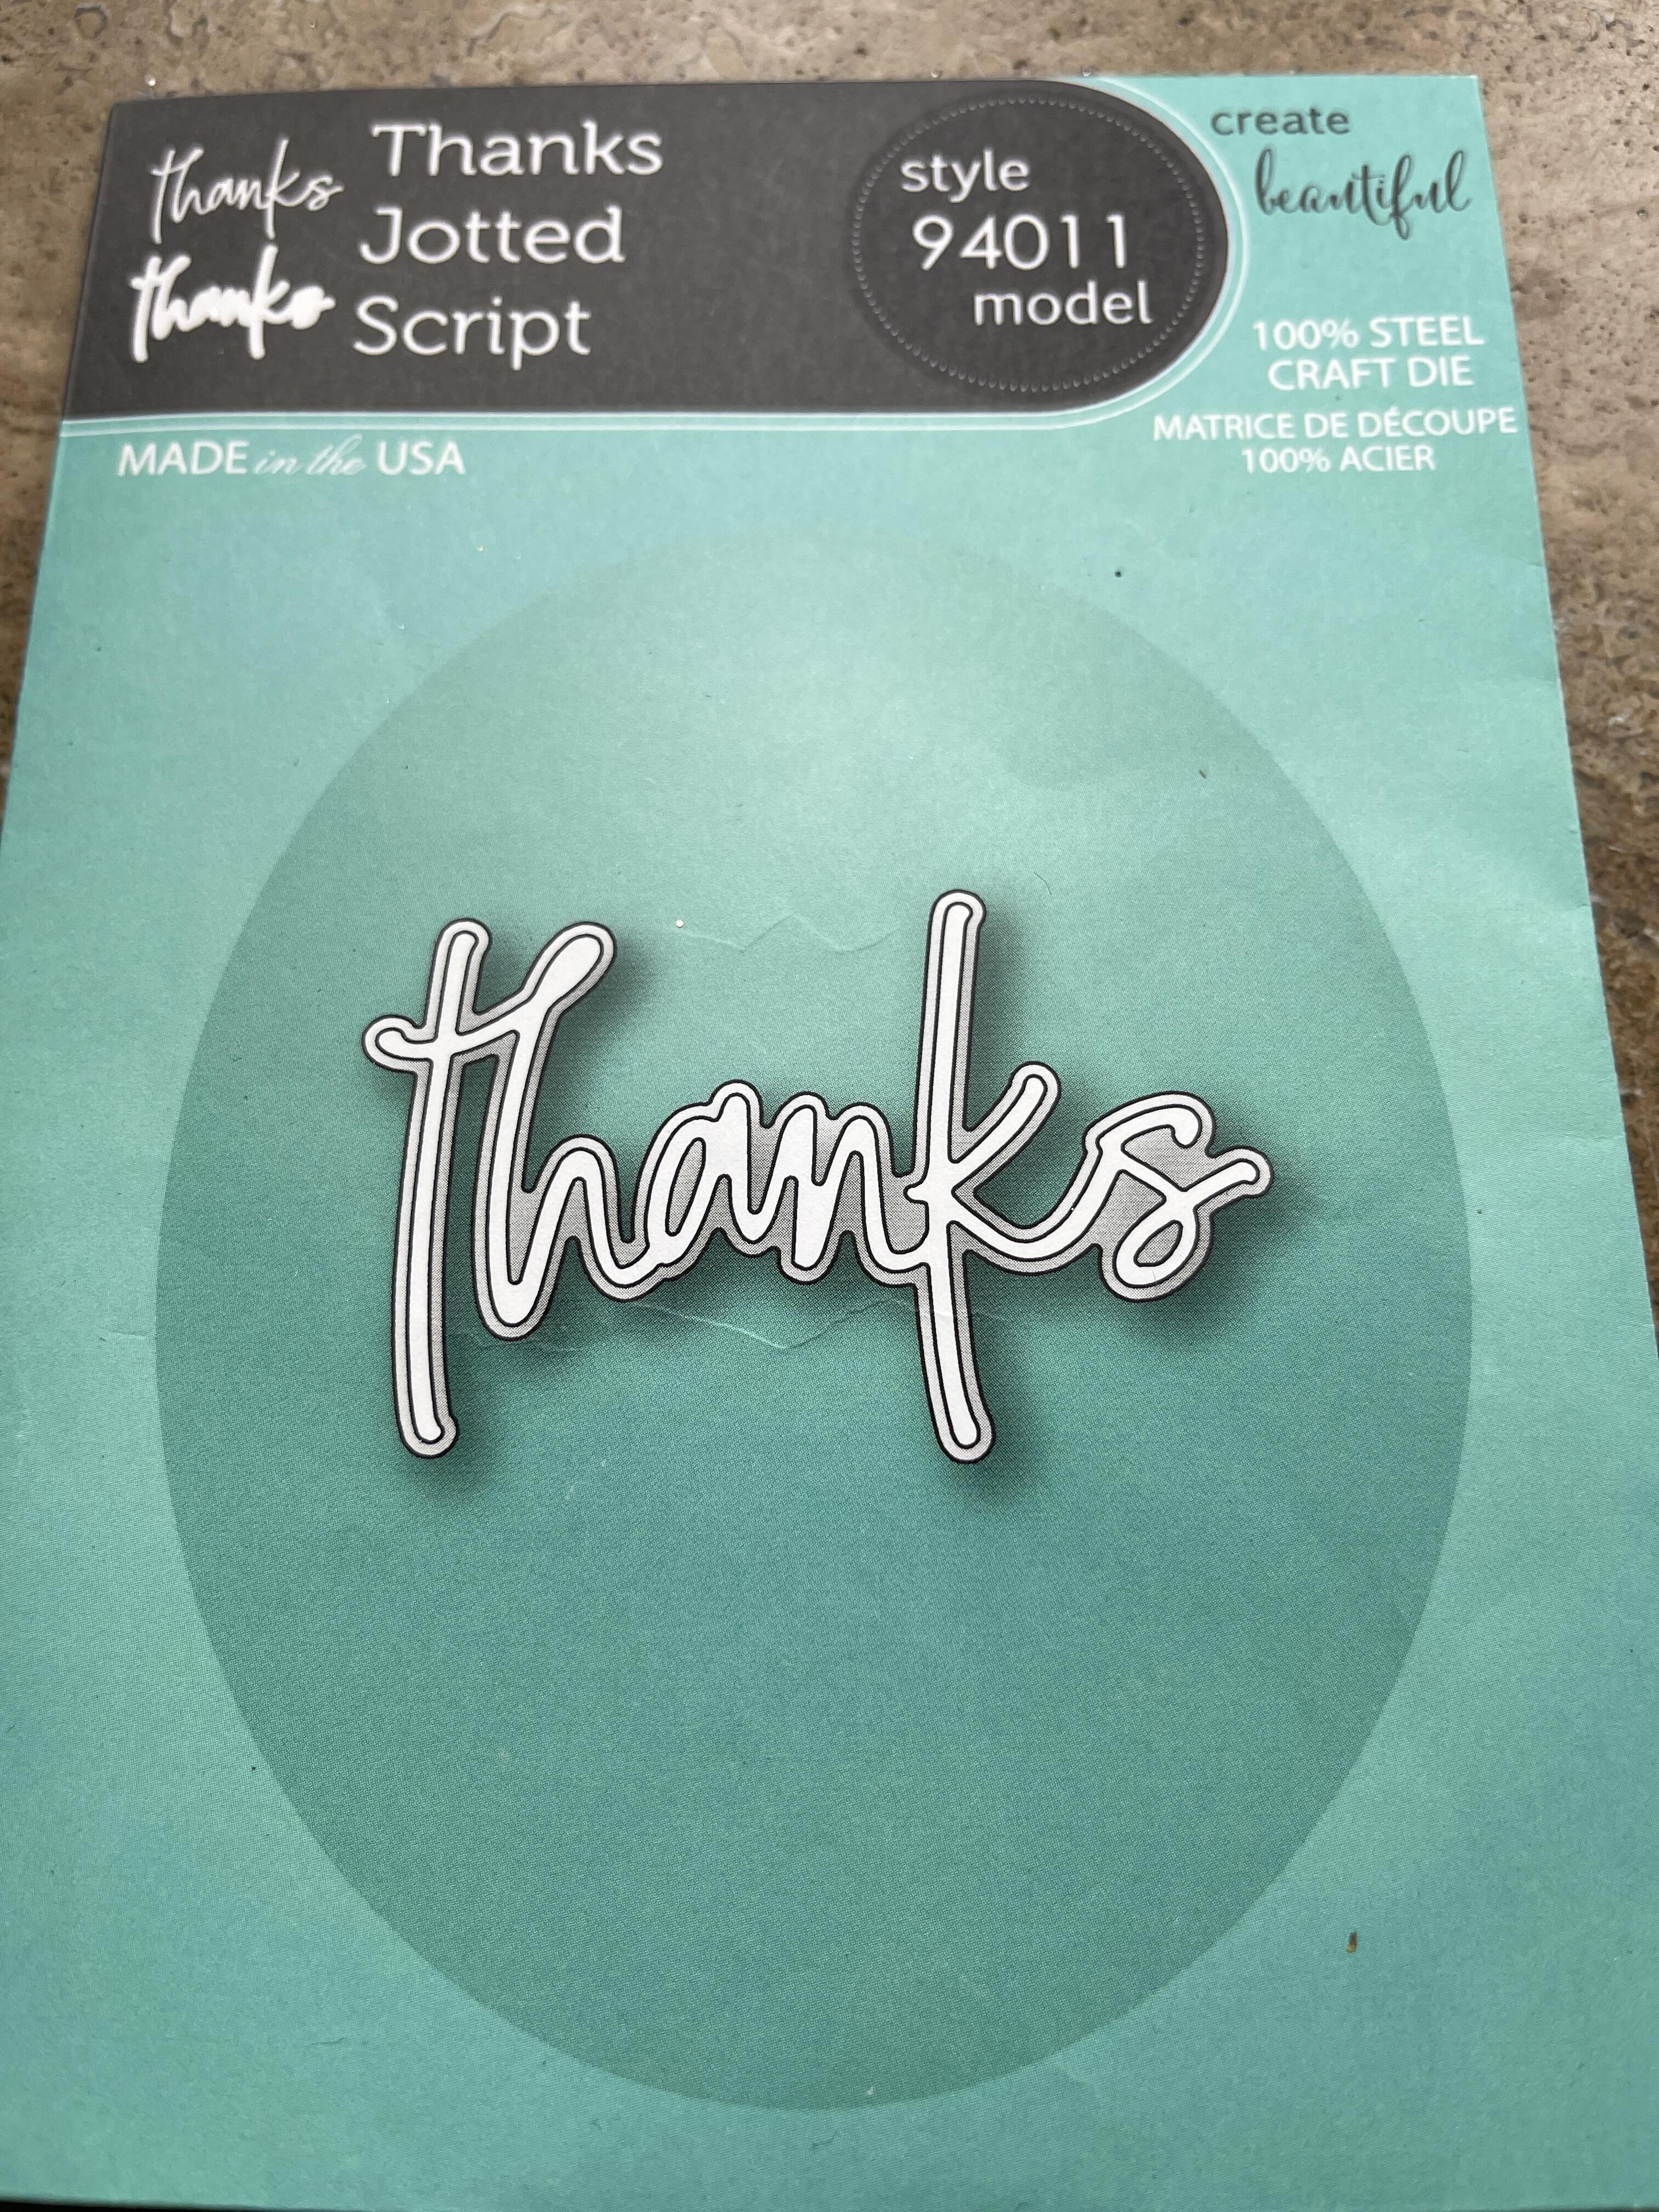 thanks
thanks
Thanks
Jotted
Script
style
94011
model
create
beautiful
100% STEEL
CRAFT DIE
MATRICE DE DÉCOUPE
100% ACIER
MADE in the USA
thanks